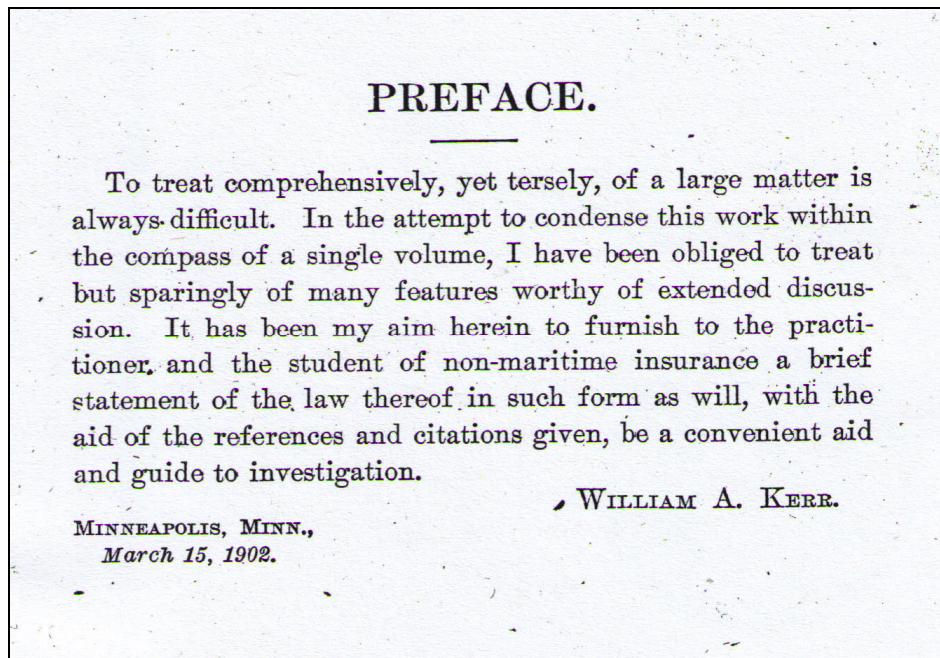 PREFACE.
To treat comprehensively, yet tersely, of a large matter is
always difficult. In the attempt to condense this work within
the compass of a single volume, I have been obliged to treat
but sparingly of many features worthy of extended discus-
sion. It has been my aim herein to furnish to the practi-
tioner and the student of non-maritime insurance a brief
statement of the law thereof in such form as will, with the
aid of the references and citations given, be a convenient aid
and guide to investigation.
WILLIAM A. KERR.
MINNEAPOLIS, MINN.,
March 15, 1902.